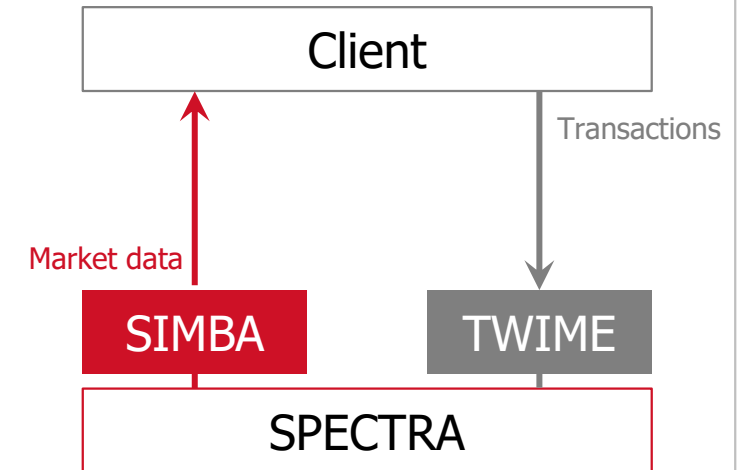 Client
Transactions
Market data
SIMBA
TWIME
SPECTRA